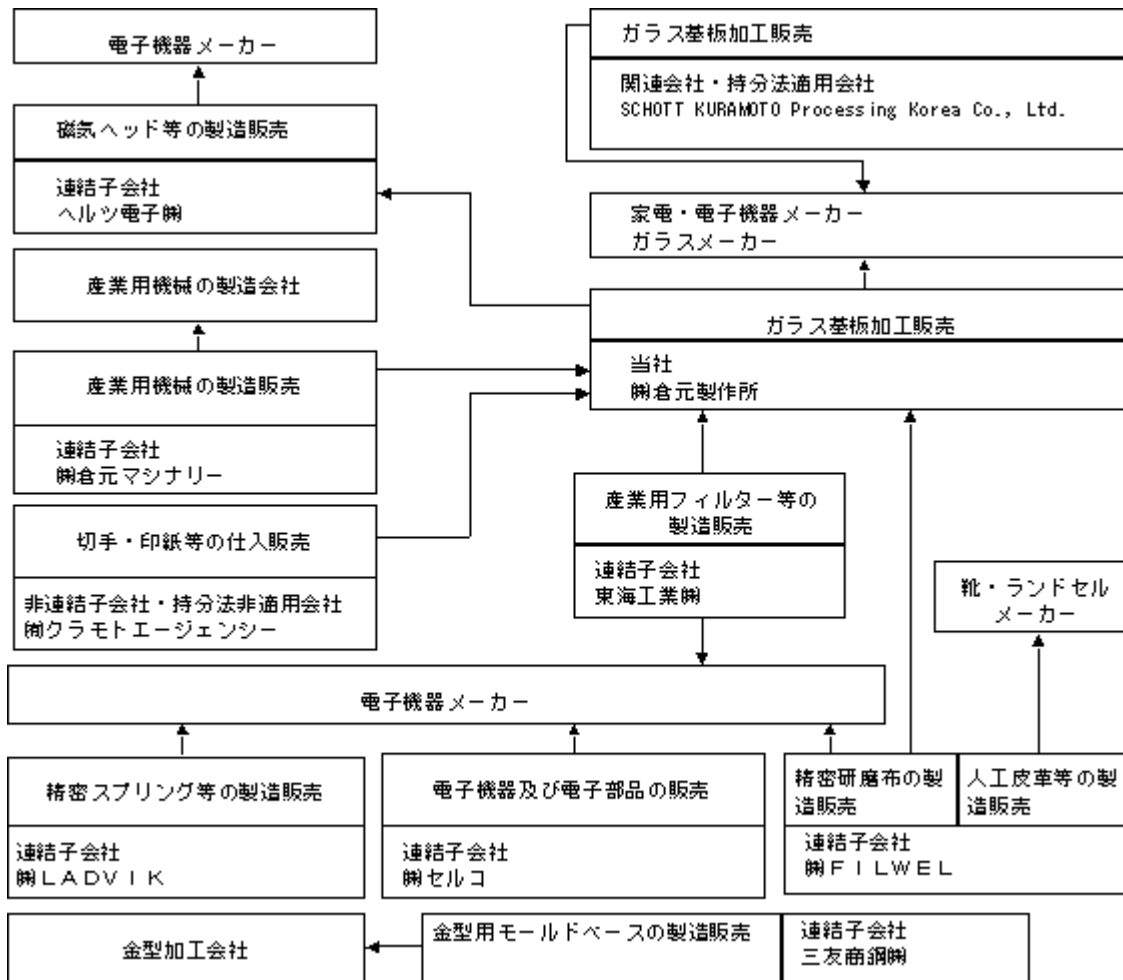 電子機器メーカー
磁気ヘッド等の製造販売
連結子会社
ヘルツ電子㈱
産業用機械の製造会社
産業用機械の製造販売
連結子会社
㈱倉元マシナリー
切手・印紙等の仕入販売
非連結子会社・持分法非適用会社
㈲クラモトエージェンシー
ガラス基板加工販売
関連会社・持分法適用会社
SCHOTT KURAMOTO Processing Korea Co., Ltd.
家電・電子機器メーカー
ガラスメーカー
ガラス基板加工販売
当社
㈱倉元製作所
産業用フィルター等の
製造販売
連結子会社
東海工業㈱
靴・ランドセル
メーカー
電子機器メーカー
精密スプリング等の製造販売
連結子会社
㈱ＬＡＤＶＩＫ
電子機器及び電子部品の販売
連結子会社
㈱セルコ
精密研磨布の製
造販売
人工皮革等の製
造販売
連結子会社
㈱ＦＩＬＷＥＬ
金型加工会社
金型用モールドベースの製造販売
連結子会社
三友商鋼㈱